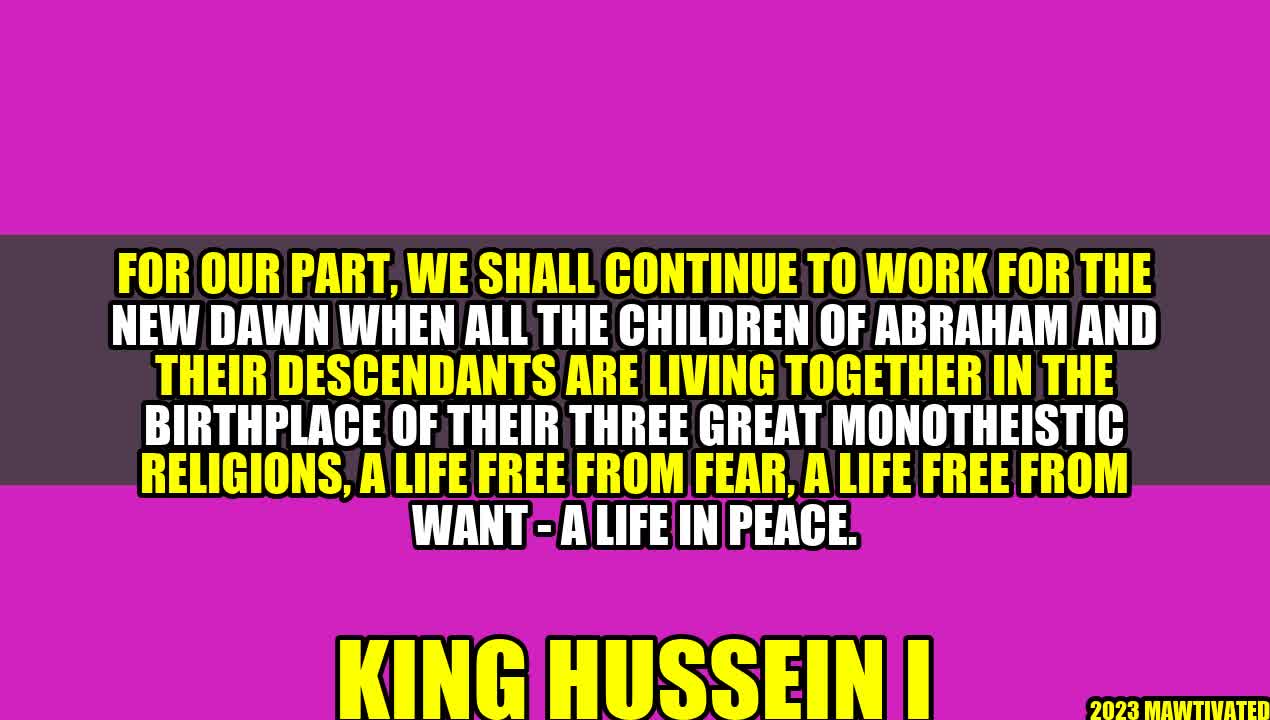 FOR OUR PART, WE SHALL CONTINUE TO WORK FOR THE
NEW DAWN WHEN ALL THE CHILDREN OF ABRAHAM AND
THEIR DESCENDANTS ARE LIVING TOGETHER IN THE
BIRTHPLACE OF THEIR THREE GREAT MONOTHEISTIC
RELIGIONS, A LIFE FREE FROM FEAR, A LIFE FREE FROM
WANT - A LIFE IN PEACE.
KING HUSSEIN I
2023 MAWTIVATED